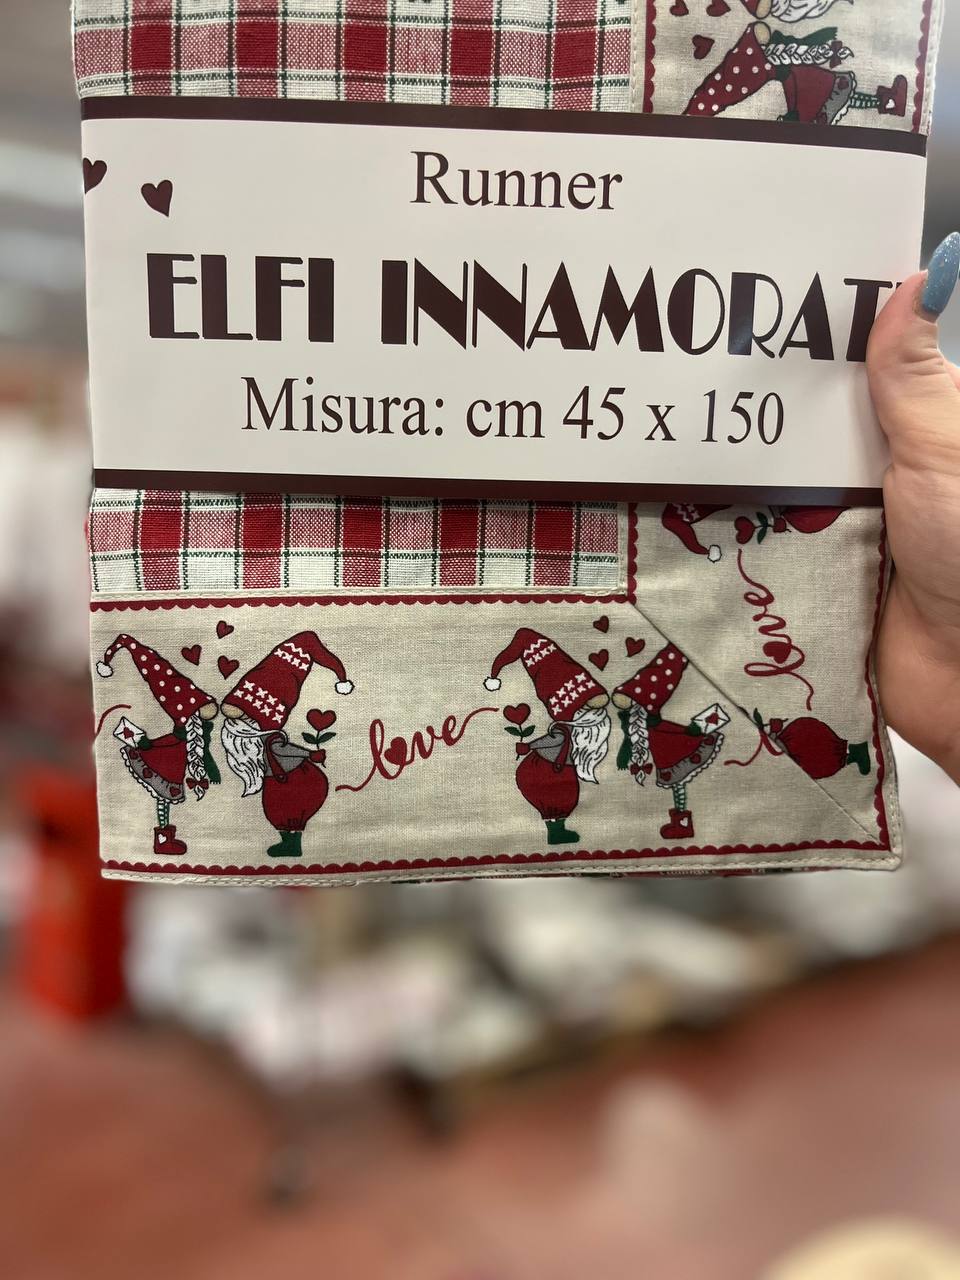 Runner
ELFI INNAMORAT
Misura: cm 45 x 150
love
love